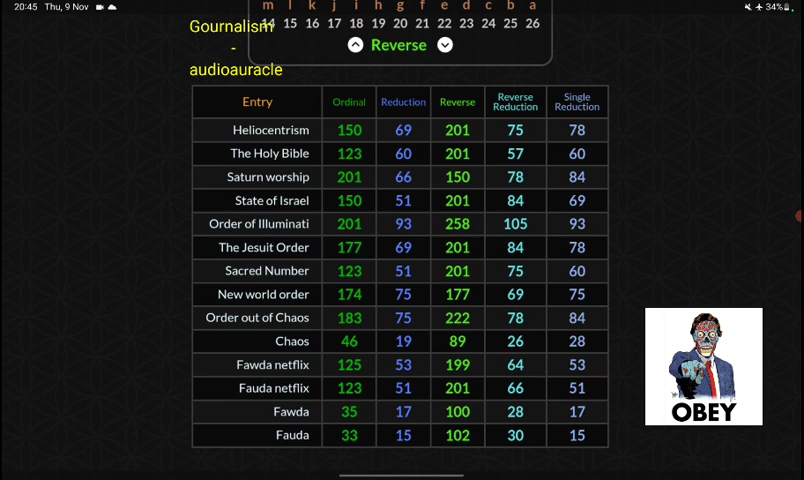 20:45 Thu, 9 Nov
34%
m l k j i h g f e d c b a
14 15 16 17 18 19 20 21 22 23 24 25 26
Gournalism
-
audioauracle
Reverse
Entry Ordinal Reduction Reverse Reverse Reduction Single Reduction
Heliocentrism 150 69 201 75 78
The Holy Bible 123 60 201 57 60
Saturn worship 201 66 150 78 84
State of Israel 150 51 201 84 69
Order of Illuminati 201 93 258 105 93
The Jesuit Order 177 69 201 84 78
Sacred Number 123 51 201 75 60
New world order 174 75 177 69 75
Order out of Chaos 183 75 222 78 84
Chaos 46 19 89 26 28
Fawda netflix 125 53 199 64 53
Fauda netflix 123 51 201 66 51
Fawda 35 17 100 28 17
Fauda 33 15 102 30 15
OBEY